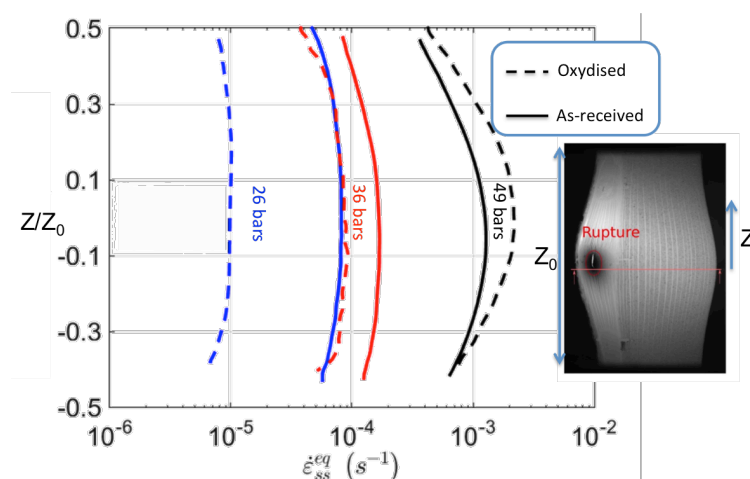 0.5
0.3
0.1
-0.1
-0.3
-0.5
Z/Z₀
10⁻⁶
10⁻⁵
10⁻⁴
10⁻³
10⁻²
ε̇ₛₛᵉᑫ (s⁻¹)
26 bars
36 bars
49 bars
Oxydised
As-received
Rupture
Z₀
Z